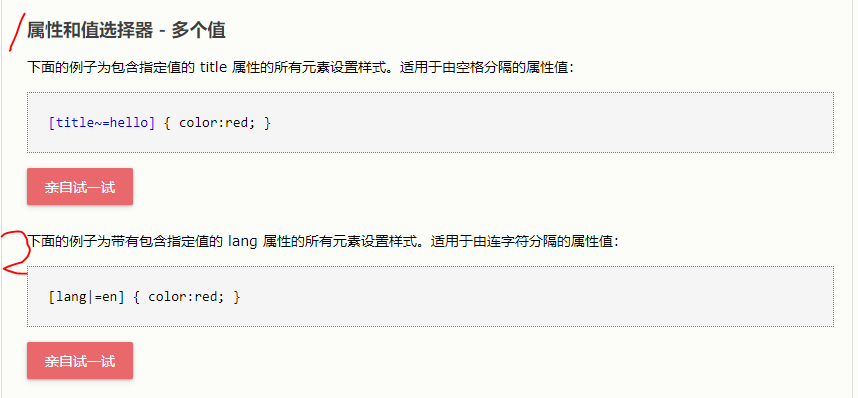 1
属性和值选择器 - 多个值
下面的例子为包含指定值的 title 属性的所有元素设置样式。适用于由空格分隔的属性值：
[title~=hello] { color:red; }
亲自试一试
2
下面的例子为带有包含指定值的 lang 属性的所有元素设置样式。适用于由连字符分隔的属性值：
[lang|=en] { color:red; }
亲自试一试